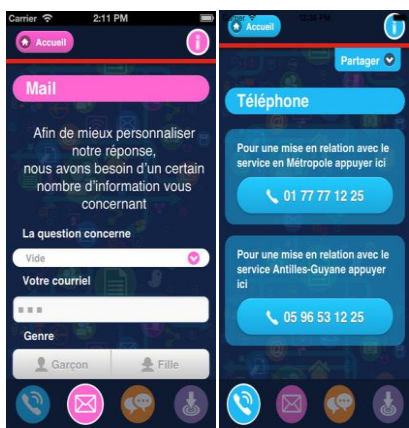 Carrier 2:11 PM
Accueil
i
Mail
Afin de mieux personnaliser
notre réponse,
nous avons besoin d'un certain
nombre d'information vous
concernant
La question concerne
Vide
Votre courriel
Genre
Garçon
Fille
Accueil
i
Partager
Téléphone
Pour une mise en relation avec le
service en Métropole appuyer ici
01 77 77 12 25
Pour une mise en relation avec le
service Antilles-Guyane appuyer
ici
05 96 53 12 25